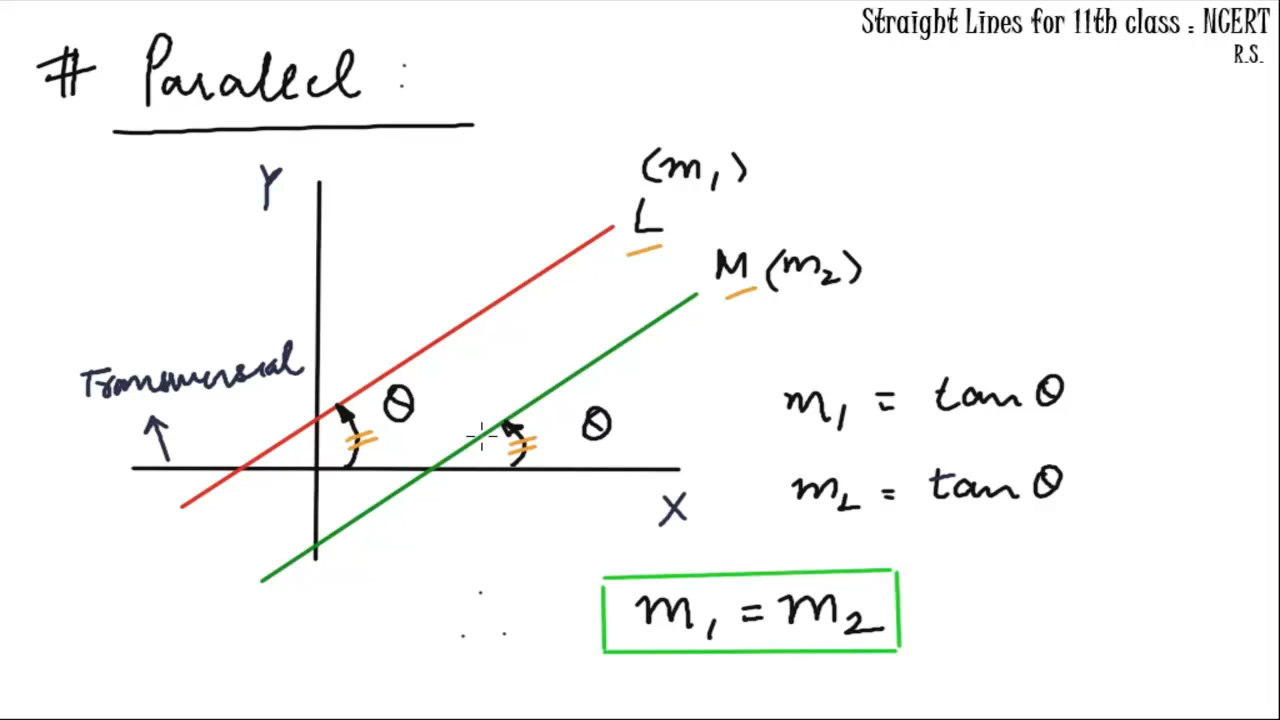 Straight Lines for 11th class : NCERT
R.S.
# Parallel :
Y
(m₁)
L
M (m₂)
Transversal
θ
θ
m₁ = tan θ
m₂ = tan θ
X
m₁ = m₂